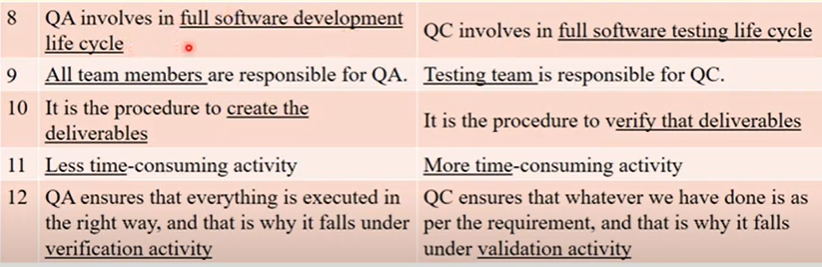 8 QA involves in full software development
life cycle
QC involves in full software testing life cycle
9 All team members are responsible for QA. Testing team is responsible for QC.
10 It is the procedure to create the
deliverables
It is the procedure to verify that deliverables
11 Less time-consuming activity More time-consuming activity
12 QA ensures that everything is executed in
the right way, and that is why it falls under
verification activity
QC ensures that whatever we have done is as
per the requirement, and that is why it falls
under validation activity